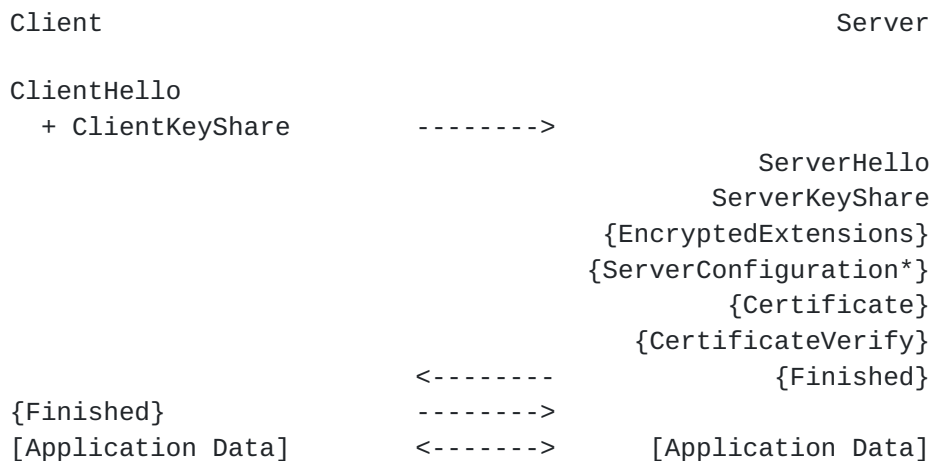 Client                                               Server

ClientHello
  + ClientKeyShare        -------->
                                                ServerHello
                                             ServerKeyShare
                                      {EncryptedExtensions}
                                     {ServerConfiguration*}
                                              {Certificate}
                                        {CertificateVerify}
                          <--------              {Finished}
{Finished}                -------->
[Application Data]        <------->      [Application Data]